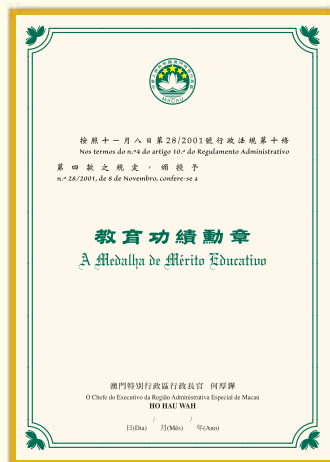 MACAU
按照十一月八日第28/2001號行政法規第十條
Nos termos do n.º4 do artigo 10.º do Regulamento Administrativo
第四款之規定，頒授予
n.º 28/2001, de 8 de Novembro, confere-se a
教育功績勳章
A Medalha de Mérito Educativo
澳門特別行政區行政長官 何厚鏵
O Chefe do Executivo da Região Administrativa Especial de Macau
HO HAU WAH
/ /
日(Dia) 月(Mês) 年(Ano)